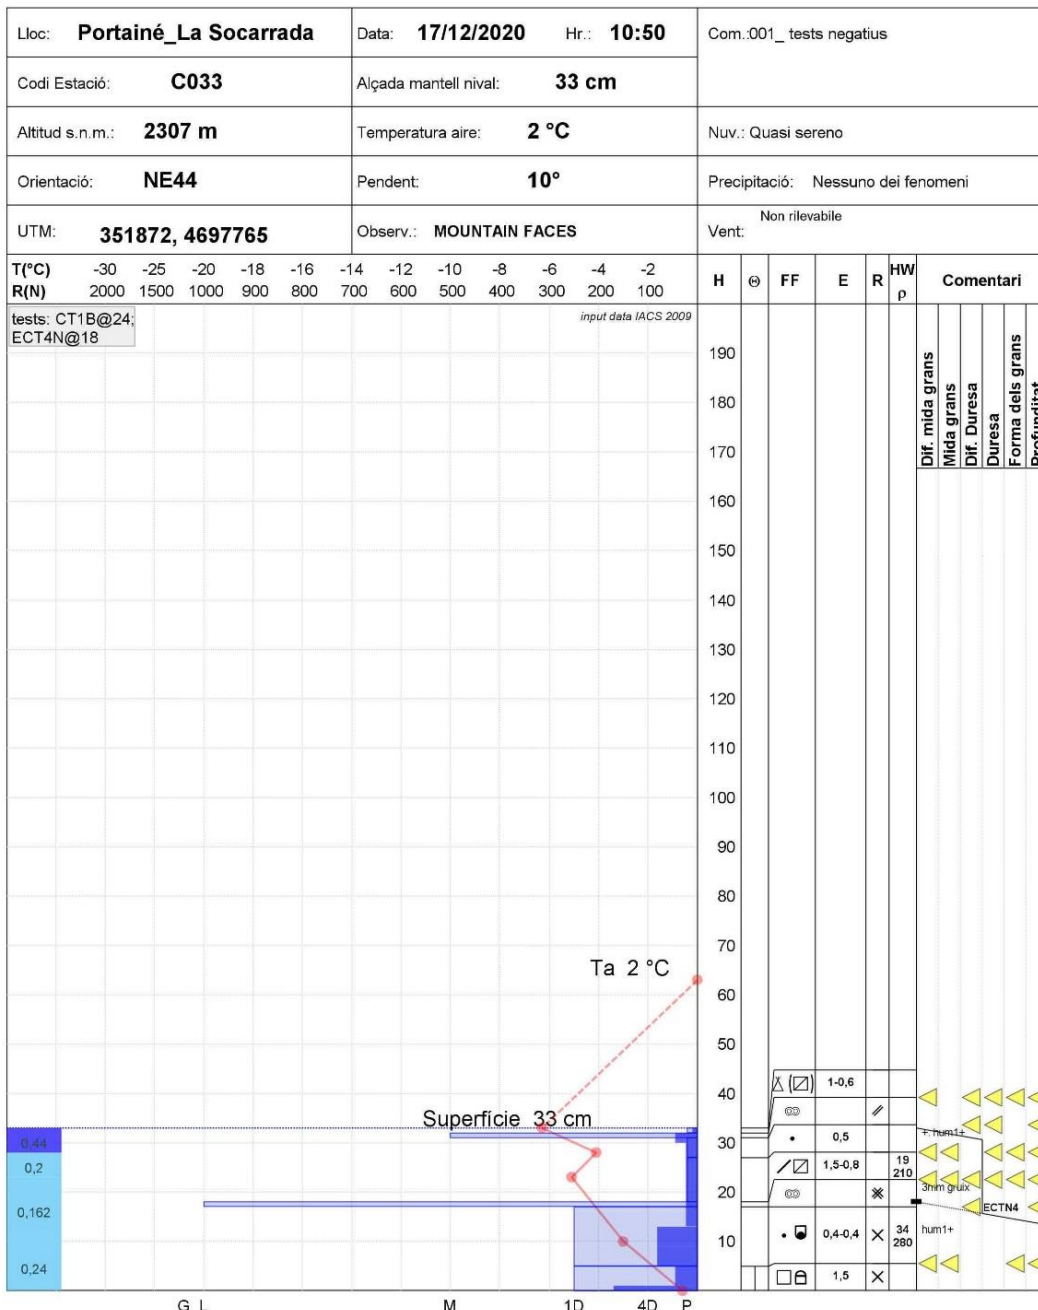 Lloc: Portainé_La Socarrada Data: 17/12/2020 Hr.: 10:50 Com.:001_ tests negatius
Codi Estació: C033 Alçada mantell nival: 33 cm
Altitud s.n.m.: 2307 m Temperatura aire: 2 °C Nuv.: Quasi sereno
Orientació: NE44 Pendent: 10° Precipitació: Nessuno dei fenomeni
UTM: 351872, 4697765 Observ.: MOUNTAIN FACES Vent: Non rilevabile
T(°C) -30 -25 -20 -18 -16 -14 -12 -10 -8 -6 -4 -2
R(N) 2000 1500 1000 900 800 700 600 500 400 300 200 100
H FF E R HW ρ Comentari
tests: CT1B@24;
ECT4N@18
input data IACS 2009
Dif. mida grans
Mida grans
Dif. Duresa
Duresa
Forma dels grans
Profunditat
190
180
170
160
150
140
130
120
110
100
90
80
70
60
50
40
30
20
10
Ta 2 °C
Superfície 33 cm
0,44
0,2
0,162
0,24
1-0,6
0,5
+. hum1+
1,5-0,8 19 210
3mm gruix
ECTN4
0,4-0,4 34 280 hum1+
1,5
G L M 1D 4D P